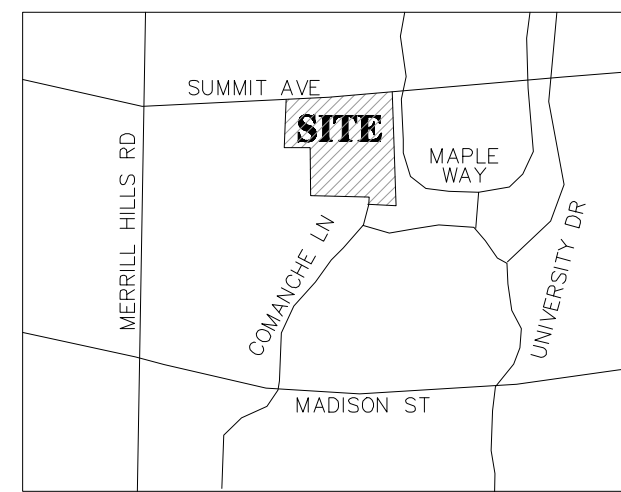 SUMMIT AVE
SITE
MAPLE
WAY
MERRILL HILLS RD
COMANCHE LN
UNIVERSITY DR
MADISON ST